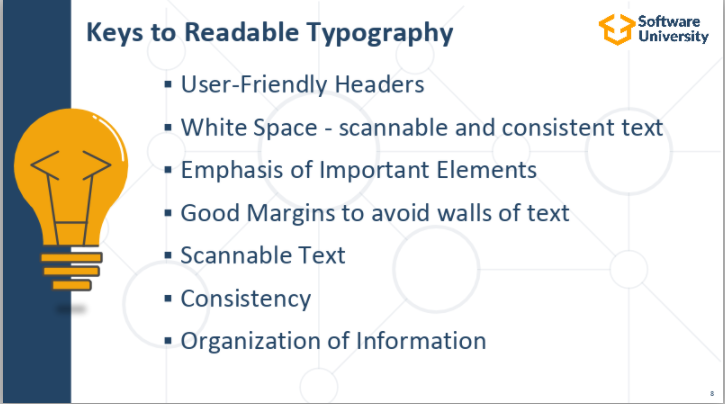 Keys to Readable Typography
Software
University
▪ User-Friendly Headers
▪ White Space - scannable and consistent text
▪ Emphasis of Important Elements
▪ Good Margins to avoid walls of text
▪ Scannable Text
▪ Consistency
▪ Organization of Information
8